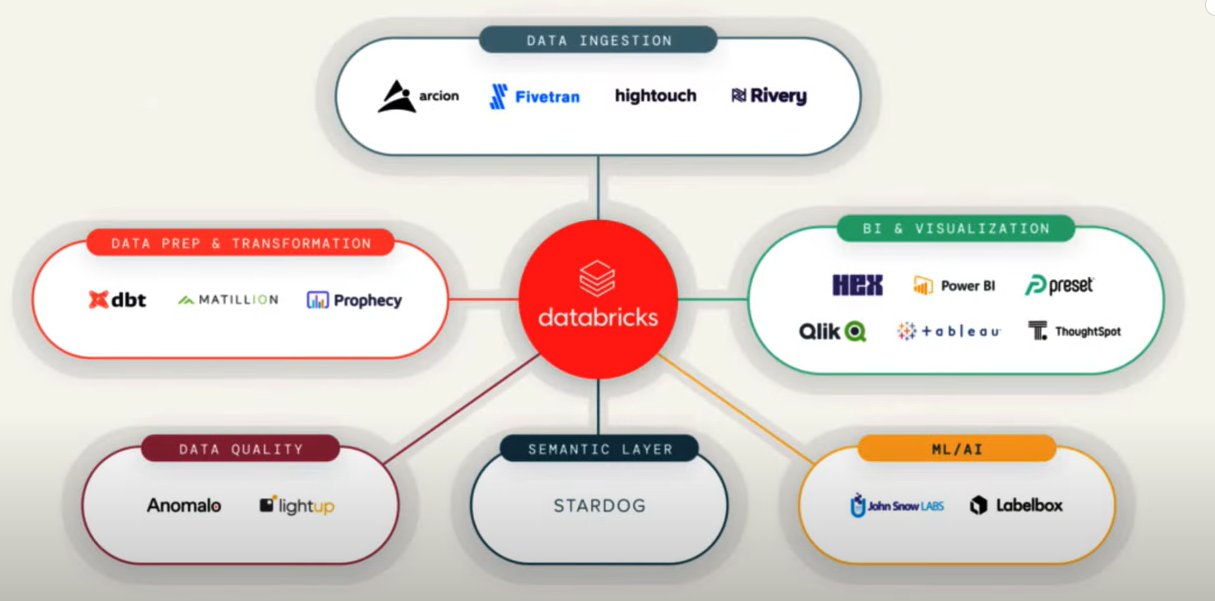 DATA INGESTION
arcion Fivetran hightouch Rivery
DATA PREP & TRANSFORMATION
dbt MATILLION Prophecy
databricks
BI & VISUALIZATION
HEX Power BI preset
Qlik +ableau ThoughtSpot
DATA QUALITY
Anomalo lightup
SEMANTIC LAYER
STARDOG
ML/AI
John Snow LABS Labelbox